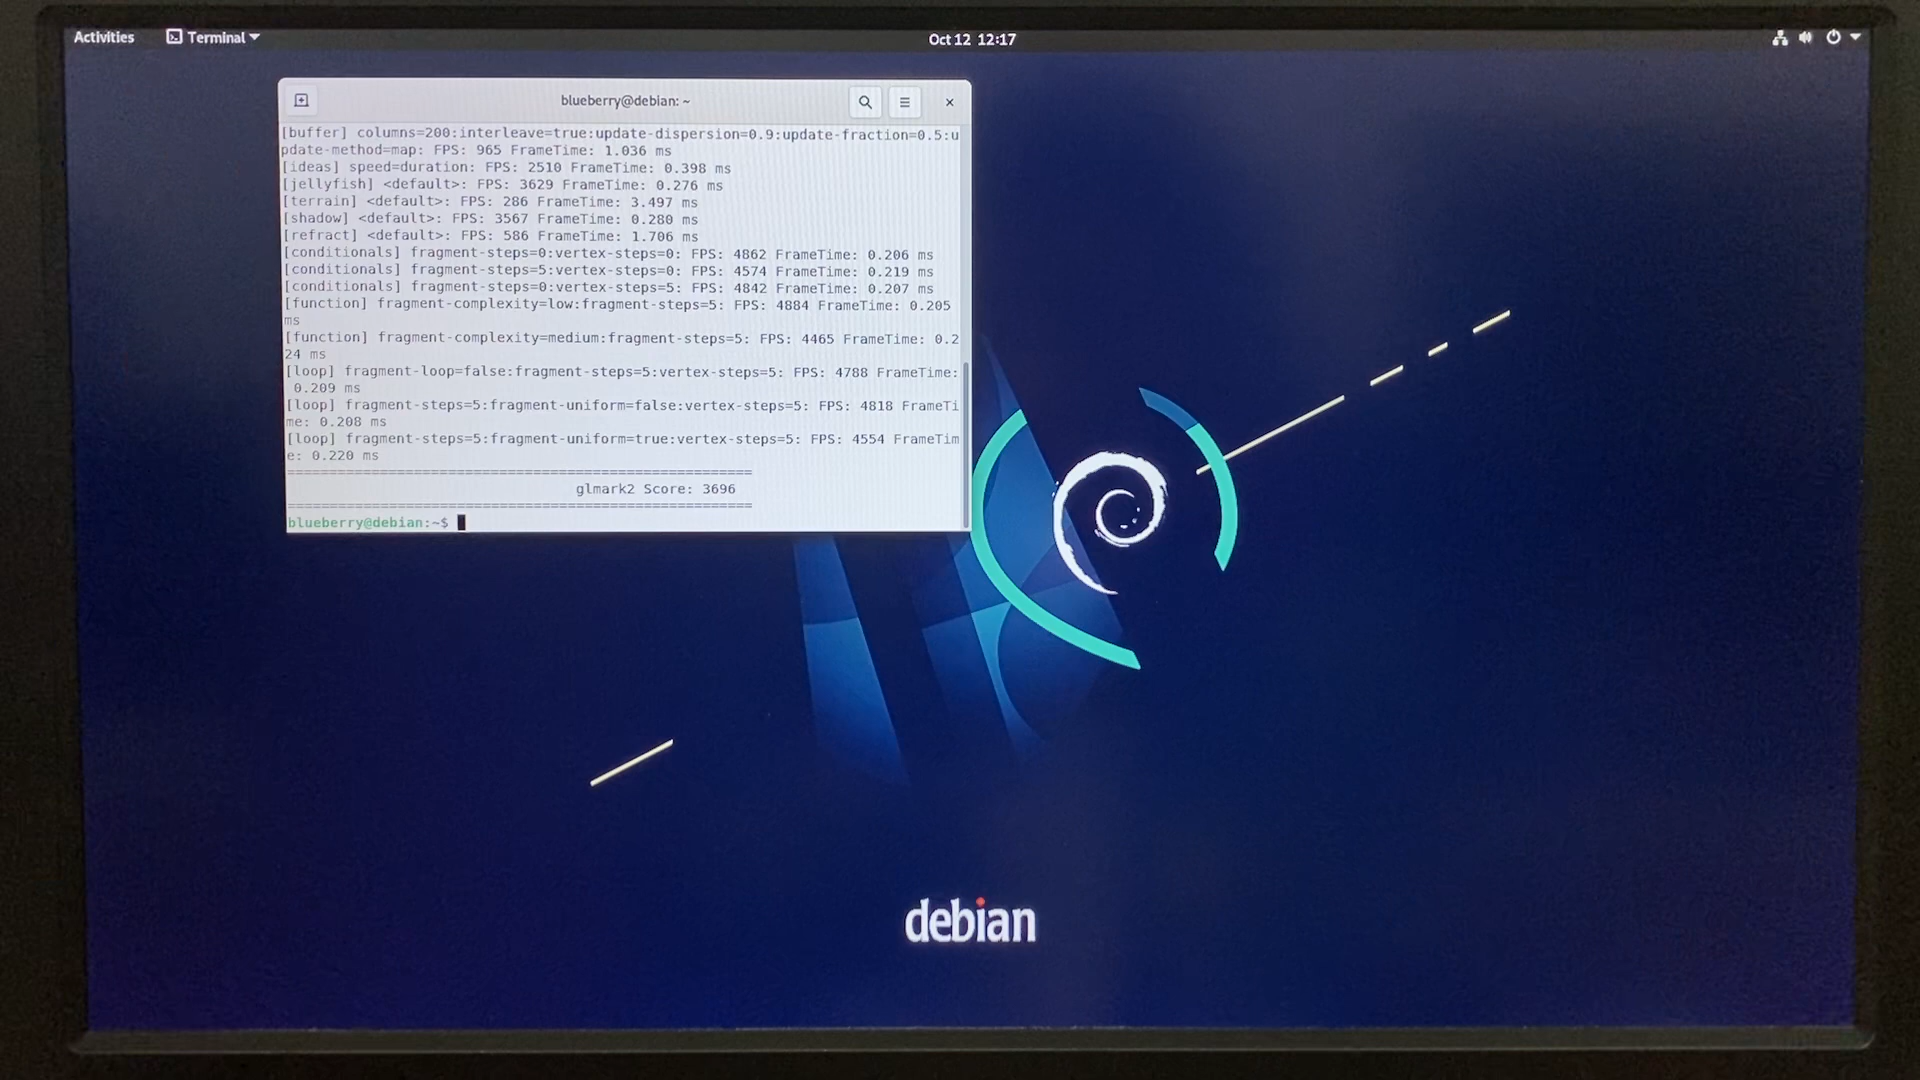 Activities Terminal Oct 12 12:17
blueberry@debian: ~
[buffer] columns=200:interleave=true:update-dispersion=0.9:update-fraction=0.5:u
pdate-method=map: FPS: 965 FrameTime: 1.036 ms
[ideas] speed=duration: FPS: 2510 FrameTime: 0.398 ms
[jellyfish] <default>: FPS: 3629 FrameTime: 0.276 ms
[terrain] <default>: FPS: 286 FrameTime: 3.497 ms
[shadow] <default>: FPS: 3567 FrameTime: 0.280 ms
[refract] <default>: FPS: 586 FrameTime: 1.706 ms
[conditionals] fragment-steps=0:vertex-steps=0: FPS: 4862 FrameTime: 0.206 ms
[conditionals] fragment-steps=5:vertex-steps=0: FPS: 4574 FrameTime: 0.219 ms
[conditionals] fragment-steps=0:vertex-steps=5: FPS: 4842 FrameTime: 0.207 ms
[function] fragment-complexity=low:fragment-steps=5: FPS: 4884 FrameTime: 0.205
ms
[function] fragment-complexity=medium:fragment-steps=5: FPS: 4465 FrameTime: 0.2
24 ms
[loop] fragment-loop=false:fragment-steps=5:vertex-steps=5: FPS: 4788 FrameTime:
0.209 ms
[loop] fragment-steps=5:fragment-uniform=false:vertex-steps=5: FPS: 4818 FrameTi
me: 0.208 ms
[loop] fragment-steps=5:fragment-uniform=true:vertex-steps=5: FPS: 4554 FrameTim
e: 0.220 ms
=======================================================
glmark2 Score: 3696
=======================================================
blueberry@debian:~$
debian